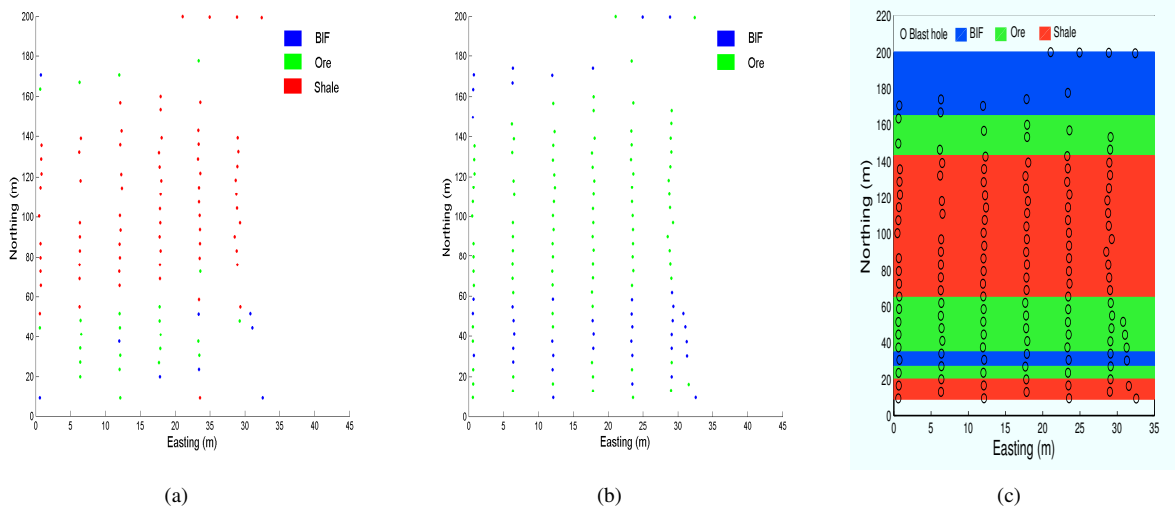 200
180
160
140
120
100
80
60
40
20
0
0 5 10 15 20 25 30 35 40 45
Northing (m)
Easting (m)
BIF
Ore
Shale
(a)
200
180
160
140
120
100
80
60
40
20
0
0 5 10 15 20 25 30 35 40 45
Northing (m)
Easting (m)
BIF
Ore
(b)
220
200
180
160
140
120
100
80
60
40
20
0
0 5 10 15 20 25 30 35
Northing (m)
Easting (m)
O Blast hole BIF Ore Shale
(c)